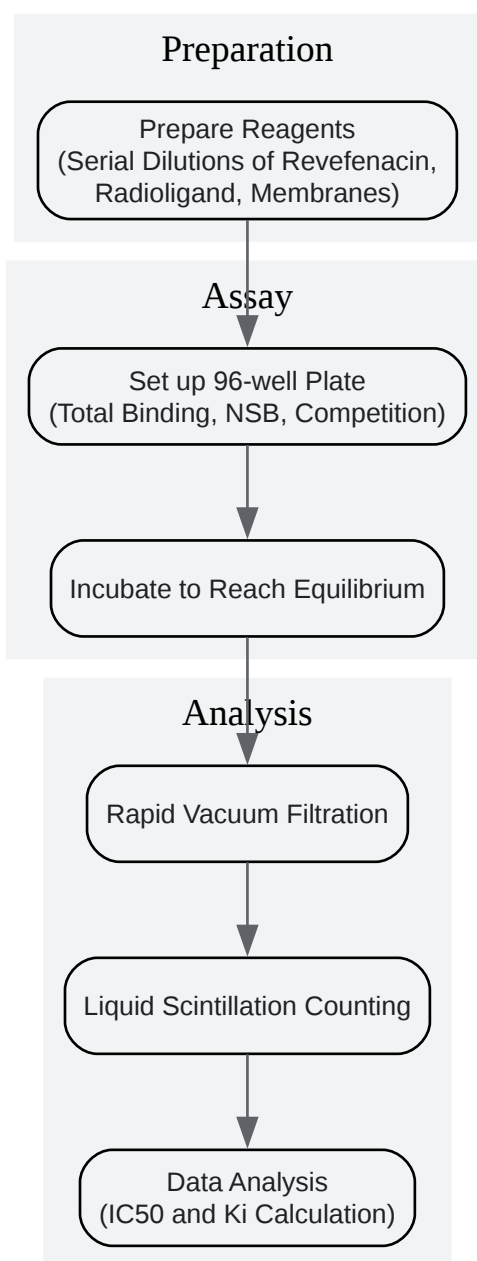 Preparation
Prepare Reagents
(Serial Dilutions of Revefenacin,
Radioligand, Membranes)
Assay
Set up 96-well Plate
(Total Binding, NSB, Competition)
Incubate to Reach Equilibrium
Analysis
Rapid Vacuum Filtration
Liquid Scintillation Counting
Data Analysis
(IC50 and Ki Calculation)